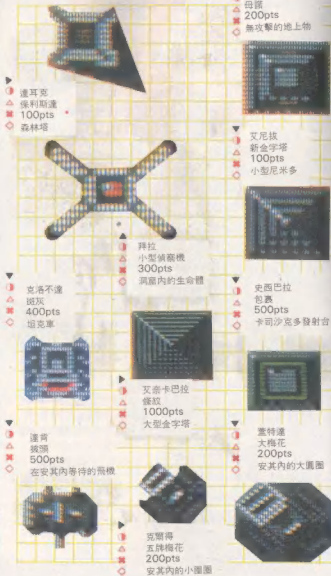 達耳克
保利斯達
100pts
森林塔
母諾
200pts
無攻擊的地上物
艾尼拔
新金字塔
100pts
小型尼米多
拜拉
小型偵察機
300pts
洞窟內的生命體
史西巴拉
包裹
500pts
卡司沙克多發射台
克洛不達
斑灰
400pts
坦克車
艾奈卡巴拉
條紋
1000pts
大型金字塔
達肯
披頭
500pts
在安其內等待的飛機
蓋特達
大梅花
200pts
安其內的大圓圈
克爾得
五牌梅花
200pts
安其內的小圈圈